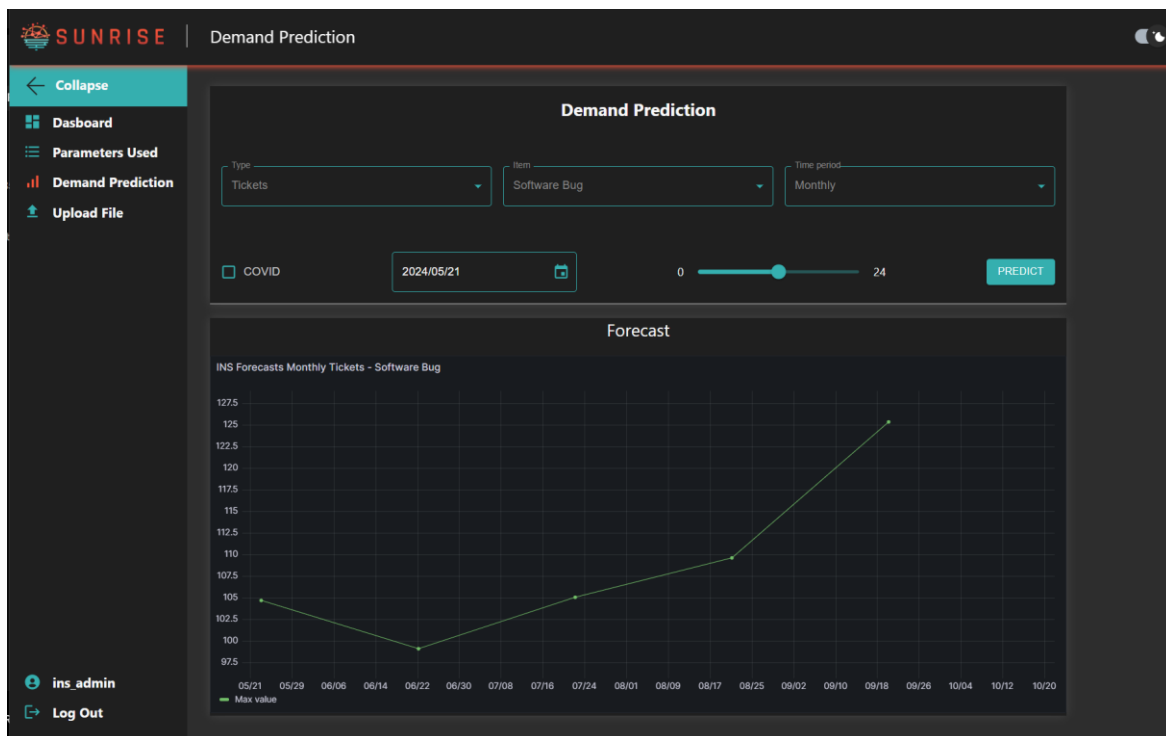 SUNRISE
Demand Prediction
Collapse
Dasboard
Parameters Used
Demand Prediction
Upload File
ins_admin
Log Out
Demand Prediction
Type
Tickets
Item
Software Bug
Time period
Monthly
COVID
2024/05/21
0
24
PREDICT
Forecast
INS Forecasts Monthly Tickets - Software Bug
127.5
125
122.5
120
117.5
115
112.5
110
107.5
105
102.5
100
97.5
05/21 05/29 06/06 06/14 06/22 06/30 07/08 07/16 07/24 08/01 08/09 08/17 08/25 09/02 09/10 09/18 09/26 10/04 10/12 10/20
Max value